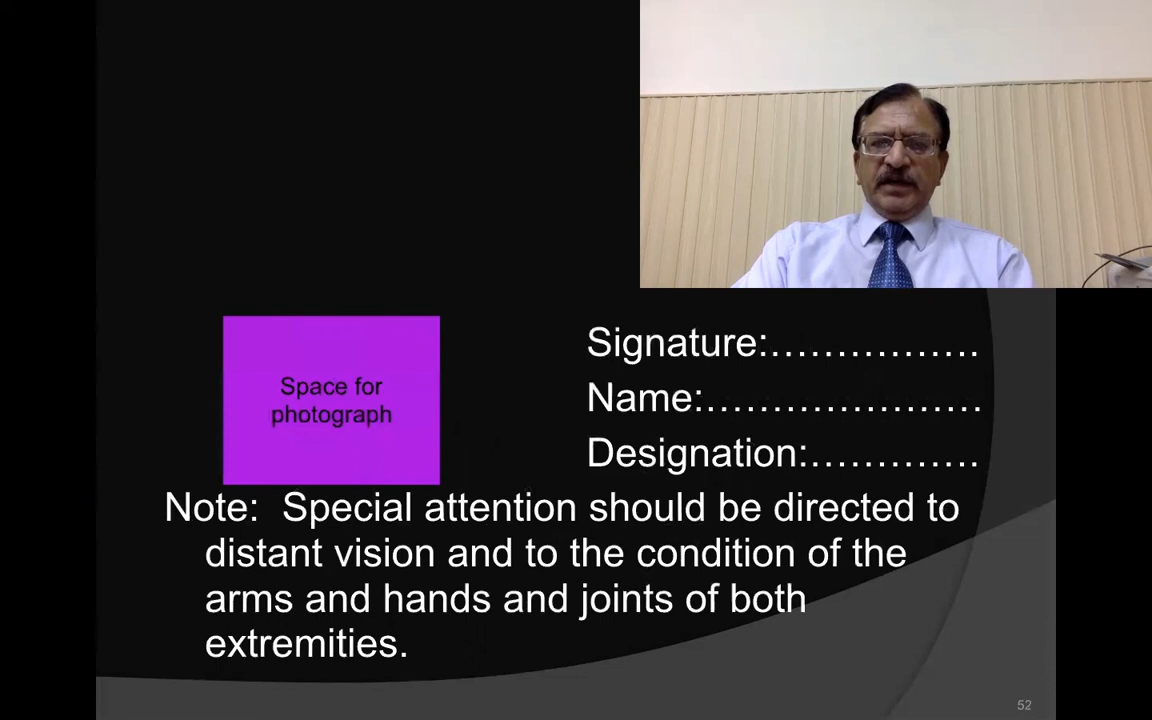 Space for
photograph
Signature:.................
Name:......................
Designation:..............
Note: Special attention should be directed to
distant vision and to the condition of the
arms and hands and joints of both
extremities.
52